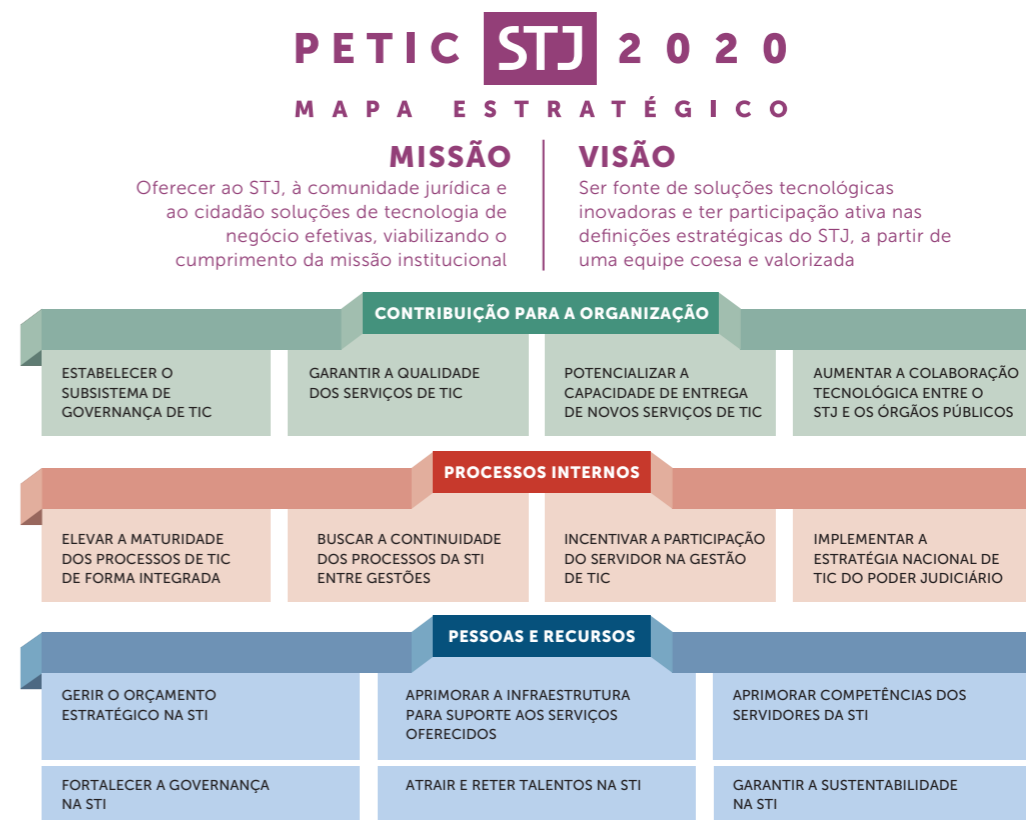 PETIC STJ 2020
MAPA ESTRATÉGICO
MISSÃO
Oferecer ao STJ, à comunidade jurídica e
ao cidadão soluções de tecnologia de
negócio efetivas, viabilizando o
cumprimento da missão institucional
VISÃO
Ser fonte de soluções tecnológicas
inovadoras e ter participação ativa nas
definições estratégicas do STJ, a partir de
uma equipe coesa e valorizada
CONTRIBUIÇÃO PARA A ORGANIZAÇÃO
ESTABELECER O
SUBSISTEMA DE
GOVERNANÇA DE TIC
GARANTIR A QUALIDADE
DOS SERVIÇOS DE TIC
POTENCIALIZAR A
CAPACIDADE DE ENTREGA
DE NOVOS SERVIÇOS DE TIC
AUMENTAR A COLABORAÇÃO
TECNOLÓGICA ENTRE O
STJ E OS ÓRGÃOS PÚBLICOS
PROCESSOS INTERNOS
ELEVAR A MATURIDADE
DOS PROCESSOS DE TIC
DE FORMA INTEGRADA
BUSCAR A CONTINUIDADE
DOS PROCESSOS DA STI
ENTRE GESTÕES
INCENTIVAR A PARTICIPAÇÃO
DO SERVIDOR NA GESTÃO
DE TIC
IMPLEMENTAR A
ESTRATÉGIA NACIONAL DE
TIC DO PODER JUDICIÁRIO
PESSOAS E RECURSOS
GERIR O ORÇAMENTO
ESTRATÉGICO NA STI
APRIMORAR A INFRAESTRUTURA
PARA SUPORTE AOS SERVIÇOS
OFERECIDOS
APRIMORAR COMPETÊNCIAS DOS
SERVIDORES DA STI
FORTALECER A GOVERNANÇA
NA STI
ATRAIR E RETER TALENTOS NA STI
GARANTIR A SUSTENTABILIDADE
NA STI